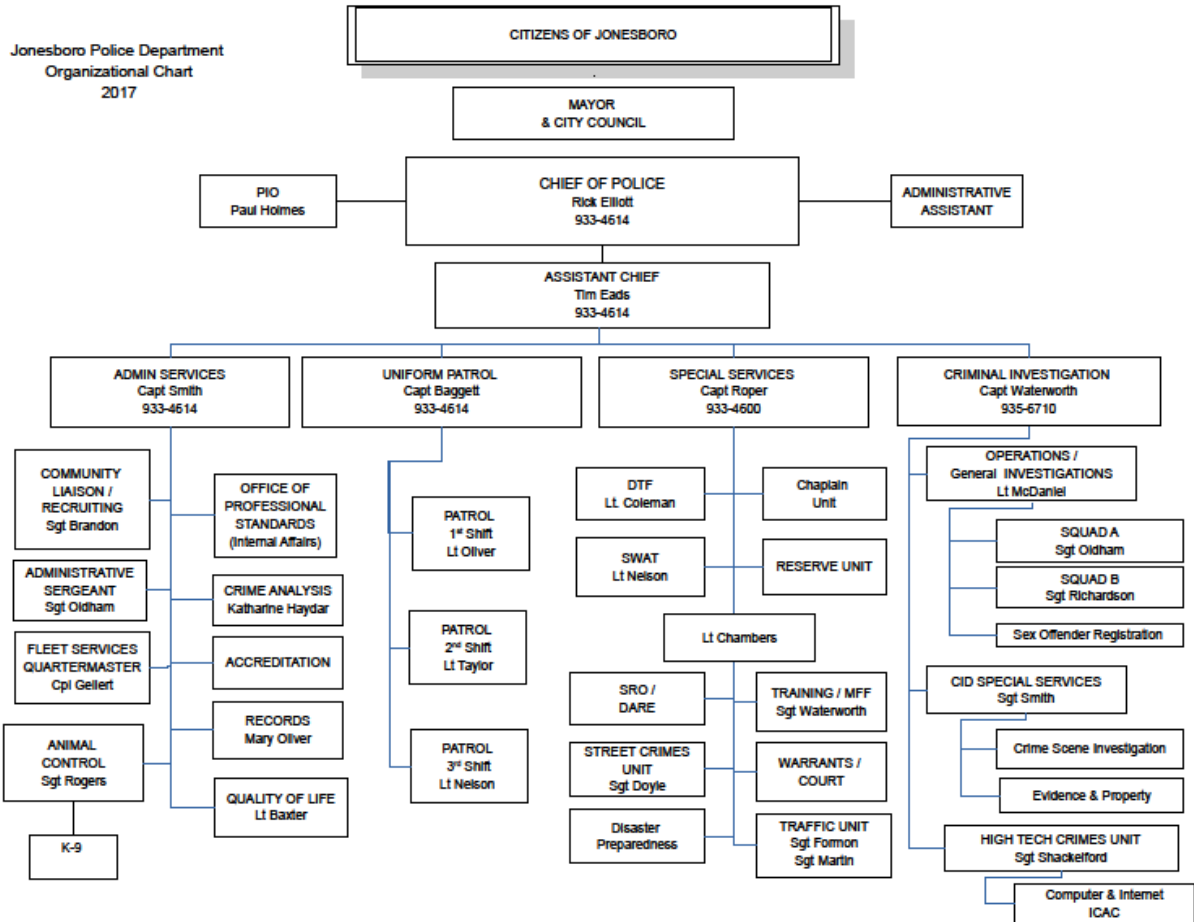 Jonesboro Police Department
Organizational Chart
2017
CITIZENS OF JONESBORO
MAYOR
& CITY COUNCIL
PIO
Paul Holmes
CHIEF OF POLICE
Rick Elliott
933-4614
ADMINISTRATIVE
ASSISTANT
ASSISTANT CHIEF
Tim Eads
933-4614
ADMIN SERVICES
Capt Smith
933-4614
UNIFORM PATROL
Capt Baggett
933-4614
SPECIAL SERVICES
Capt Roper
933-4600
CRIMINAL INVESTIGATION
Capt Waterworth
935-6710
COMMUNITY
LIAISON /
RECRUITING
Sgt Brandon
OFFICE OF
PROFESSIONAL
STANDARDS
(Internal Affairs)
ADMINISTRATIVE
SERGEANT
Sgt Oldham
CRIME ANALYSIS
Katharine Haydar
FLEET SERVICES
QUARTERMASTER
Cpl Gellert
ACCREDITATION
RECORDS
Mary Oliver
ANIMAL
CONTROL
Sgt Rogers
QUALITY OF LIFE
Lt Baxter
K-9
PATROL
1st Shift
Lt Oliver
PATROL
2nd Shift
Lt Taylor
PATROL
3rd Shift
Lt Nelson
DTF
Lt. Coleman
Chaplain
Unit
SWAT
Lt Nelson
RESERVE UNIT
Lt Chambers
SRO /
DARE
TRAINING / MFF
Sgt Waterworth
STREET CRIMES
UNIT
Sgt Doyle
WARRANTS /
COURT
Disaster
Preparedness
TRAFFIC UNIT
Sgt Formon
Sgt Martin
OPERATIONS /
General INVESTIGATIONS
Lt McDaniel
SQUAD A
Sgt Oldham
SQUAD B
Sgt Richardson
Sex Offender Registration
CID SPECIAL SERVICES
Sgt Smith
Crime Scene Investigation
Evidence & Property
HIGH TECH CRIMES UNIT
Sgt Shackelford
Computer & Internet
ICAC